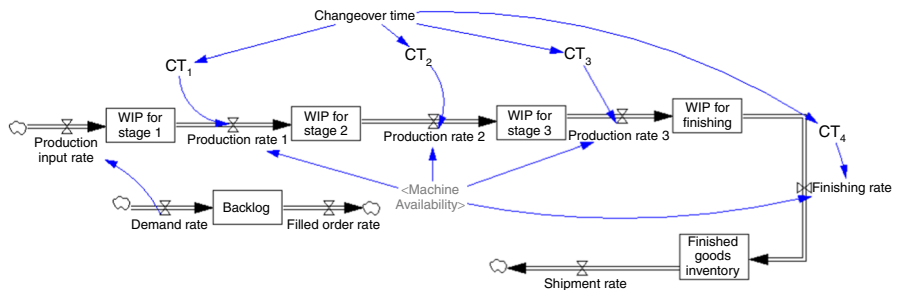 Changeover time
CT1
CT2
CT3
WIP for
stage 1
WIP for
stage 2
WIP for
stage 3
WIP for
finishing
CT4
Production
input rate
Production rate 1
Production rate 2
Production rate 3
<Machine
Availability>
Finishing rate
Backlog
Demand rate
Filled order rate
Finished
goods
inventory
Shipment rate